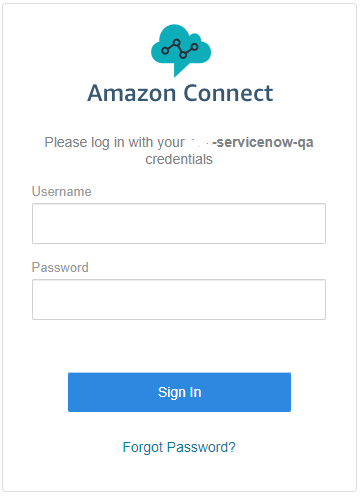 Amazon Connect
Please log in with your -servicenow-qa
credentials
Username
Password
Sign In
Forgot Password?